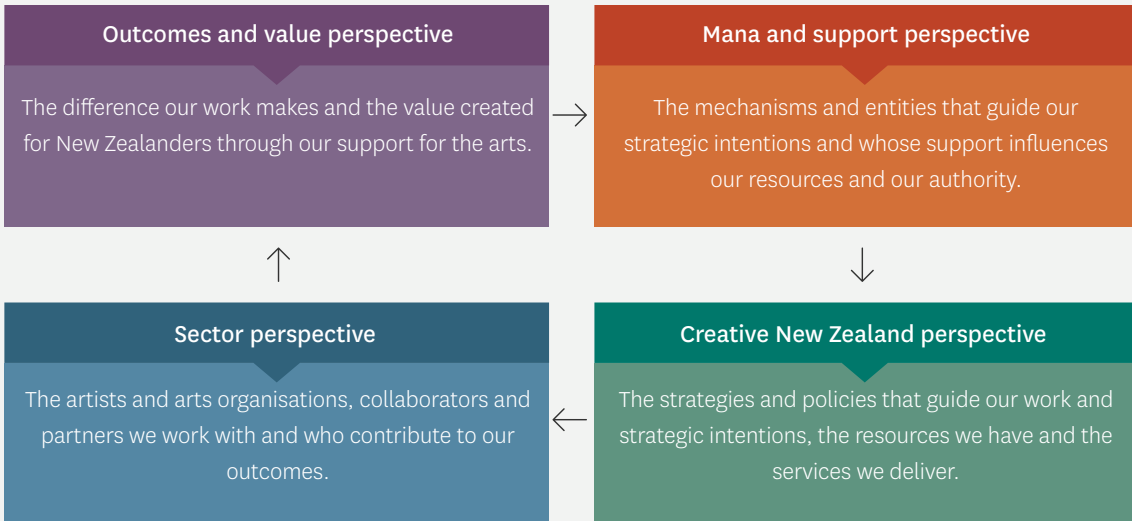 Outcomes and value perspective
The difference our work makes and the value created
for New Zealanders through our support for the arts.
Mana and support perspective
The mechanisms and entities that guide our
strategic intentions and whose support influences
our resources and our authority.
Sector perspective
The artists and arts organisations, collaborators and
partners we work with and who contribute to our
outcomes.
Creative New Zealand perspective
The strategies and policies that guide our work and
strategic intentions, the resources we have and the
services we deliver.